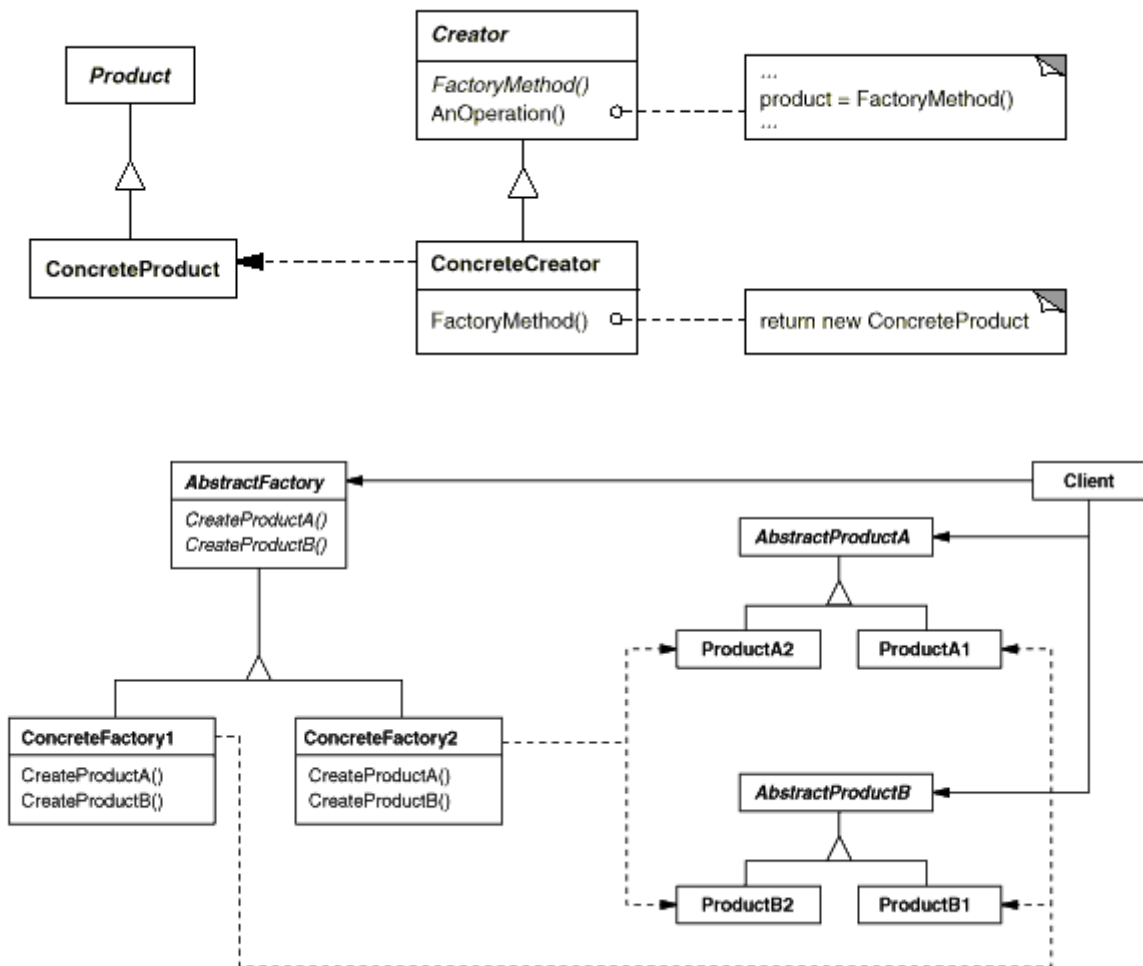 Product
Creator
FactoryMethod()
AnOperation()
...
product = FactoryMethod()
...
ConcreteProduct
ConcreteCreator
FactoryMethod()
return new ConcreteProduct
AbstractFactory
CreateProductA()
CreateProductB()
Client
AbstractProductA
ProductA2
ProductA1
ConcreteFactory1
CreateProductA()
CreateProductB()
ConcreteFactory2
CreateProductA()
CreateProductB()
AbstractProductB
ProductB2
ProductB1